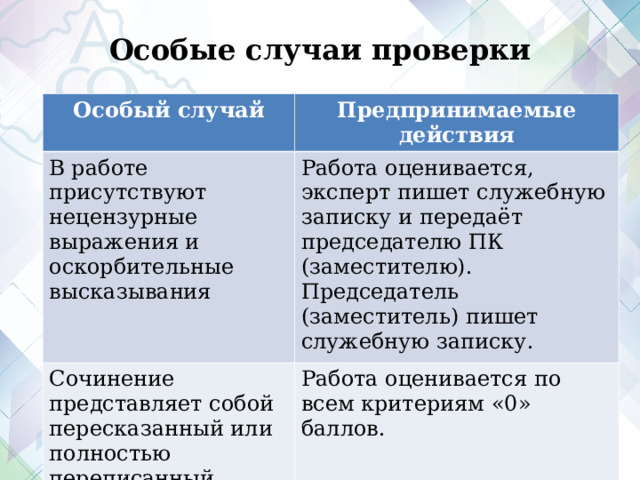 Особые случаи проверки
Особый случай
Предпринимаемые
действия
В работе
присутствуют
нецензурные
выражения и
оскорбительные
высказывания
Работа оценивается,
эксперт пишет служебную
записку и передаёт
председателю ПК
(заместителю).
Председатель
(заместитель) пишет
служебную записку.
Сочинение
представляет собой
пересказанный или
полностью
переписанный
Работа оценивается по
всем критериям «0»
баллов.